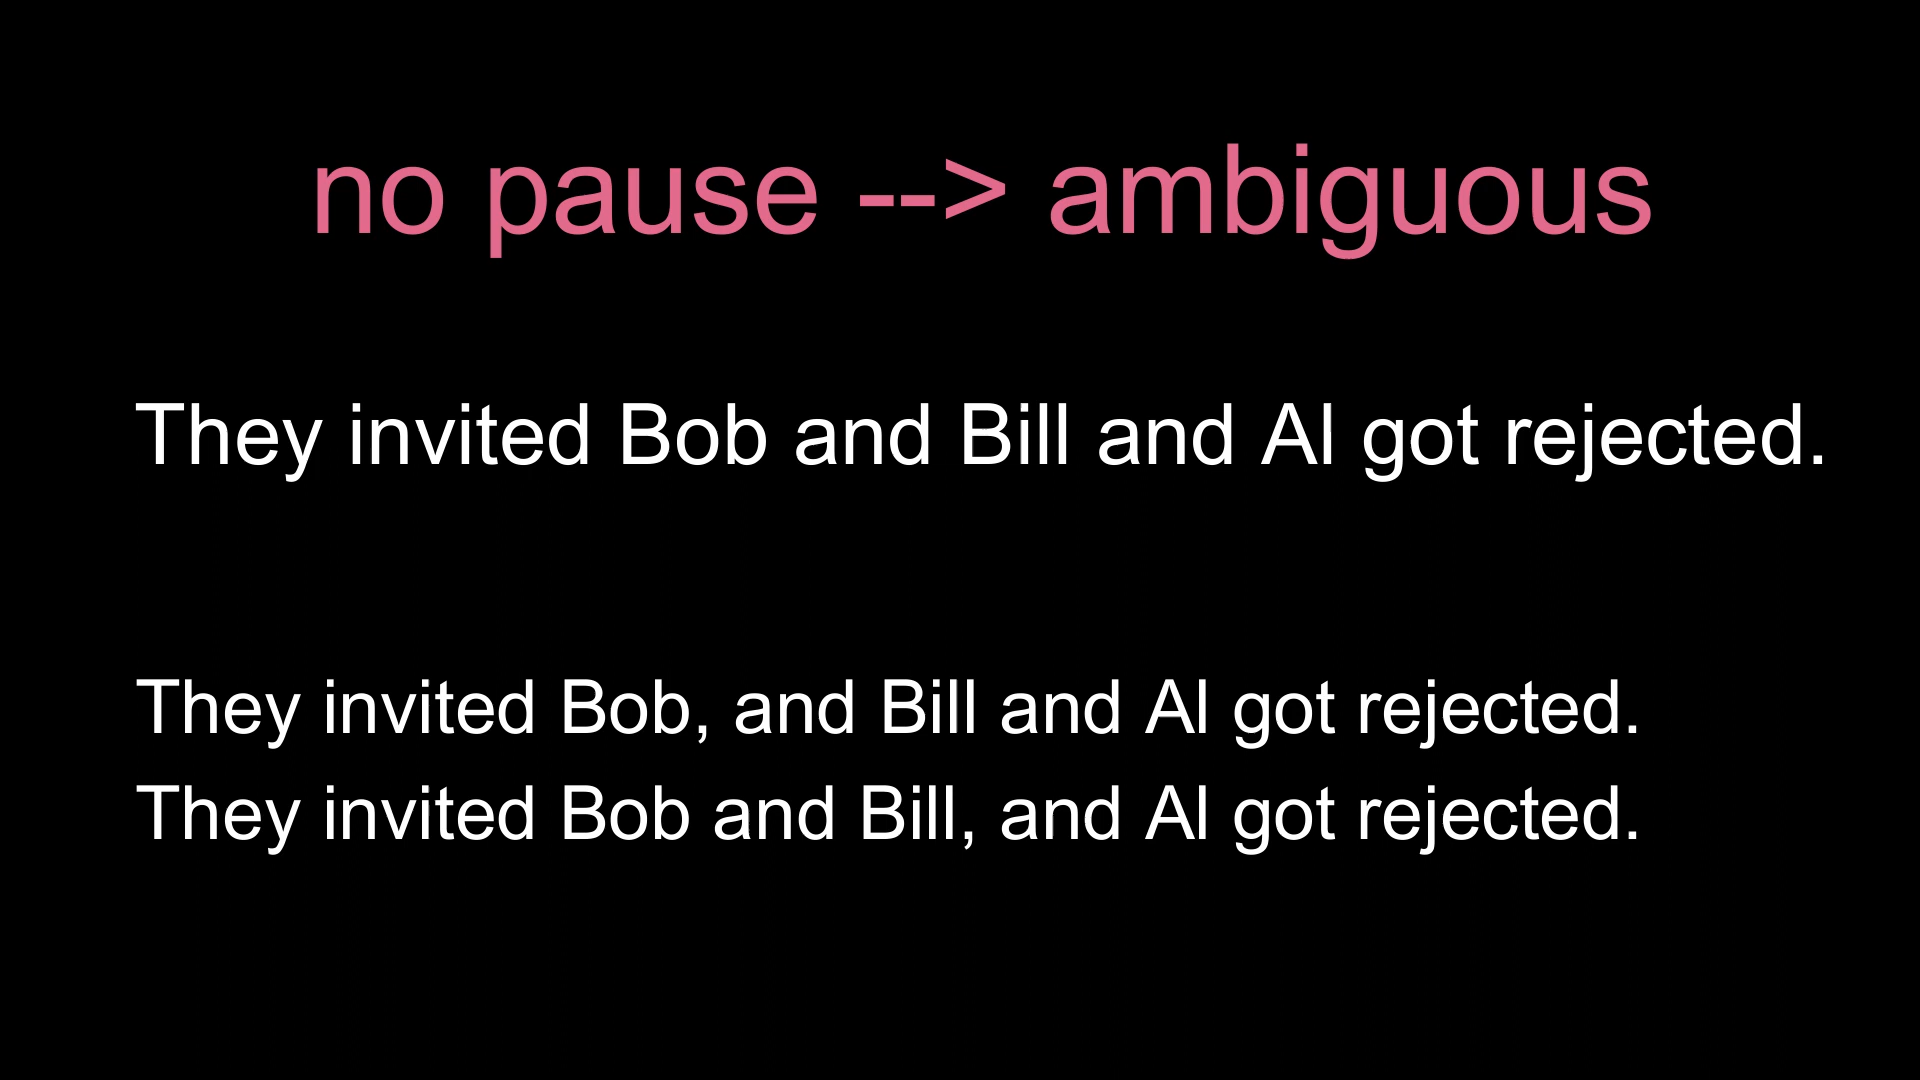 no pause --> ambiguous
They invited Bob and Bill and Al got rejected.
They invited Bob, and Bill and Al got rejected.
They invited Bob and Bill, and Al got rejected.